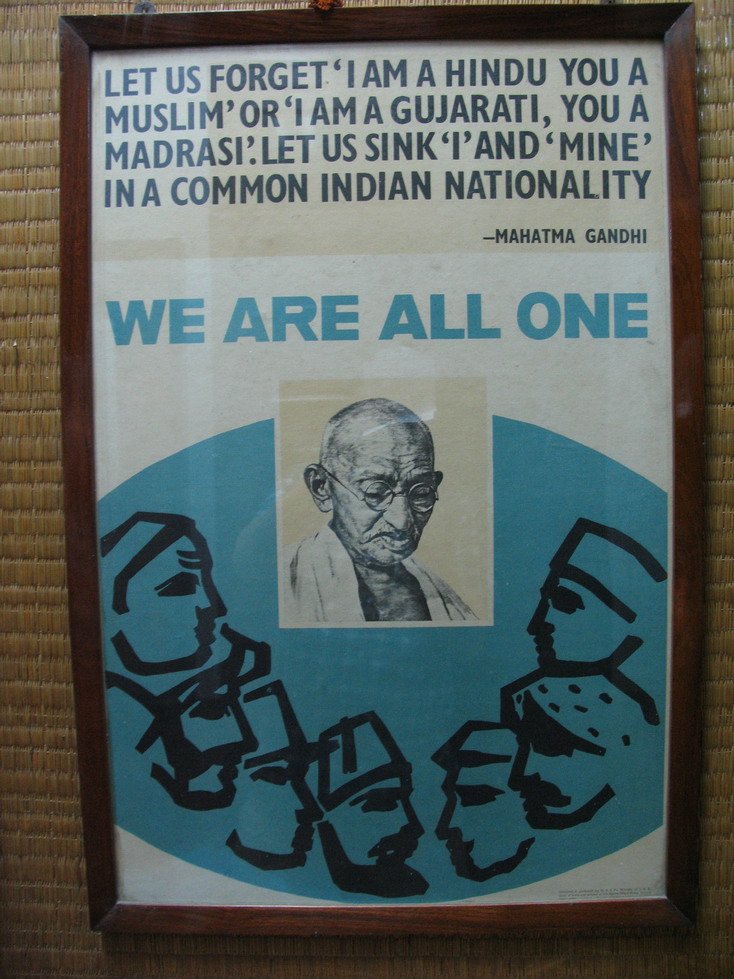 LET US FORGET ‘I AM A HINDU YOU A
MUSLIM’ OR ‘I AM A GUJARATI, YOU A
MADRASI’. LET US SINK ‘I’ AND ‘MINE’
IN A COMMON INDIAN NATIONALITY
—MAHATMA GANDHI
WE ARE ALL ONE